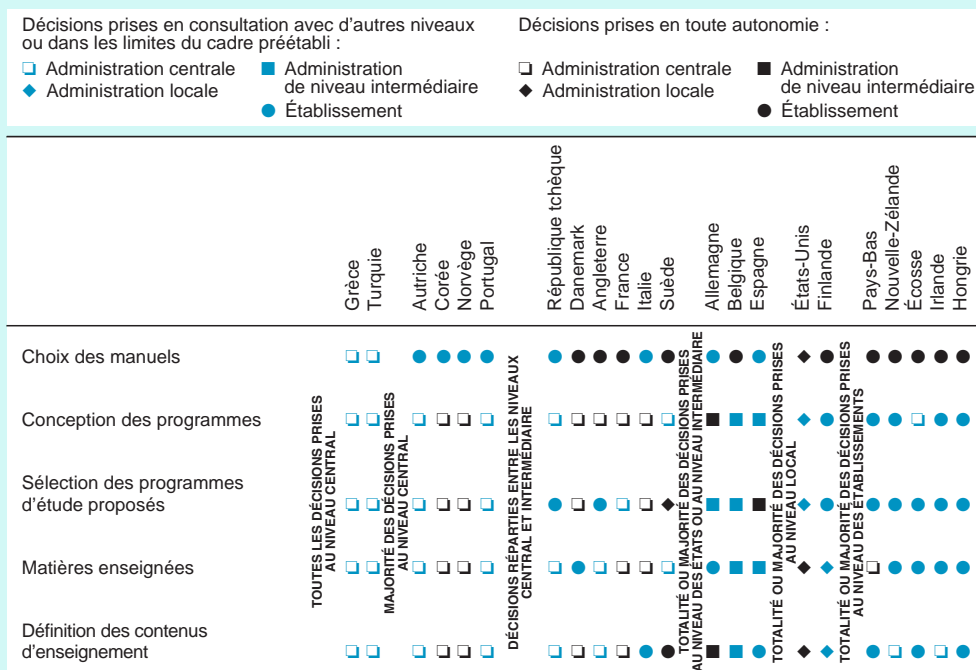 Décisions prises en consultation avec d'autres niveaux
ou dans les limites du cadre préétabli :
Administration centrale
Administration locale
Administration
de niveau intermédiaire
Établissement
Décisions prises en toute autonomie :
Administration centrale
Administration locale
Administration
de niveau intermédiaire
Établissement
Grèce
Turquie
Autriche
Corée
Norvège
Portugal
République tchèque
Danemark
Angleterre
France
Italie
Suède
Allemagne
Belgique
Espagne
États-Unis
Finlande
Pays-Bas
Nouvelle-Zélande
Écosse
Irlande
Hongrie
Choix des manuels
Conception des programmes
Sélection des programmes
d'étude proposés
Matières enseignées
Définition des contenus
d'enseignement
TOUTES LES DÉCISIONS PRISES
AU NIVEAU CENTRAL
MAJORITÉ DES DÉCISIONS PRISES
AU NIVEAU CENTRAL
DÉCISIONS RÉPARTIES ENTRE LES NIVEAUX
CENTRAL ET INTERMÉDIAIRE
TOTALITÉ OU MAJORITÉ DES DÉCISIONS PRISES
AU NIVEAU DES ÉTATS OU AU NIVEAU INTERMÉDIAIRE
TOTALITÉ OU MAJORITÉ DES DÉCISIONS PRISES
AU NIVEAU LOCAL
TOTALITÉ OU MAJORITÉ DES DÉCISIONS PRISES
AU NIVEAU DES ÉTABLISSEMENTS